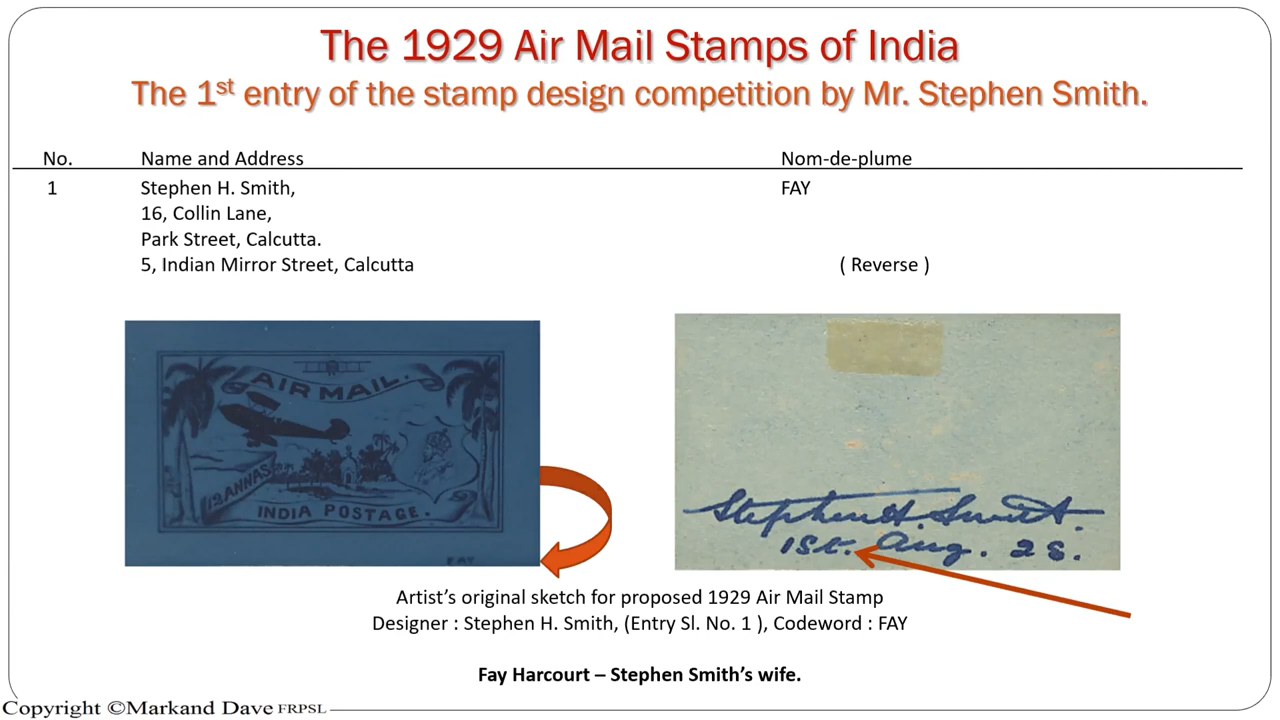 The 1929 Air Mail Stamps of India
The 1st entry of the stamp design competition by Mr. Stephen Smith.
No. Name and Address Nom-de-plume
1 Stephen H. Smith, FAY
16, Collin Lane,
Park Street, Calcutta.
5, Indian Mirror Street, Calcutta ( Reverse )
AIR MAIL.
12 ANNAS
INDIA POSTAGE.
FAY
Stephen H. Smith.
1St. Aug. 28.
Artist’s original sketch for proposed 1929 Air Mail Stamp
Designer : Stephen H. Smith, (Entry Sl. No. 1 ), Codeword : FAY
Fay Harcourt – Stephen Smith’s wife.
Copyright ©Markand Dave FRPSL